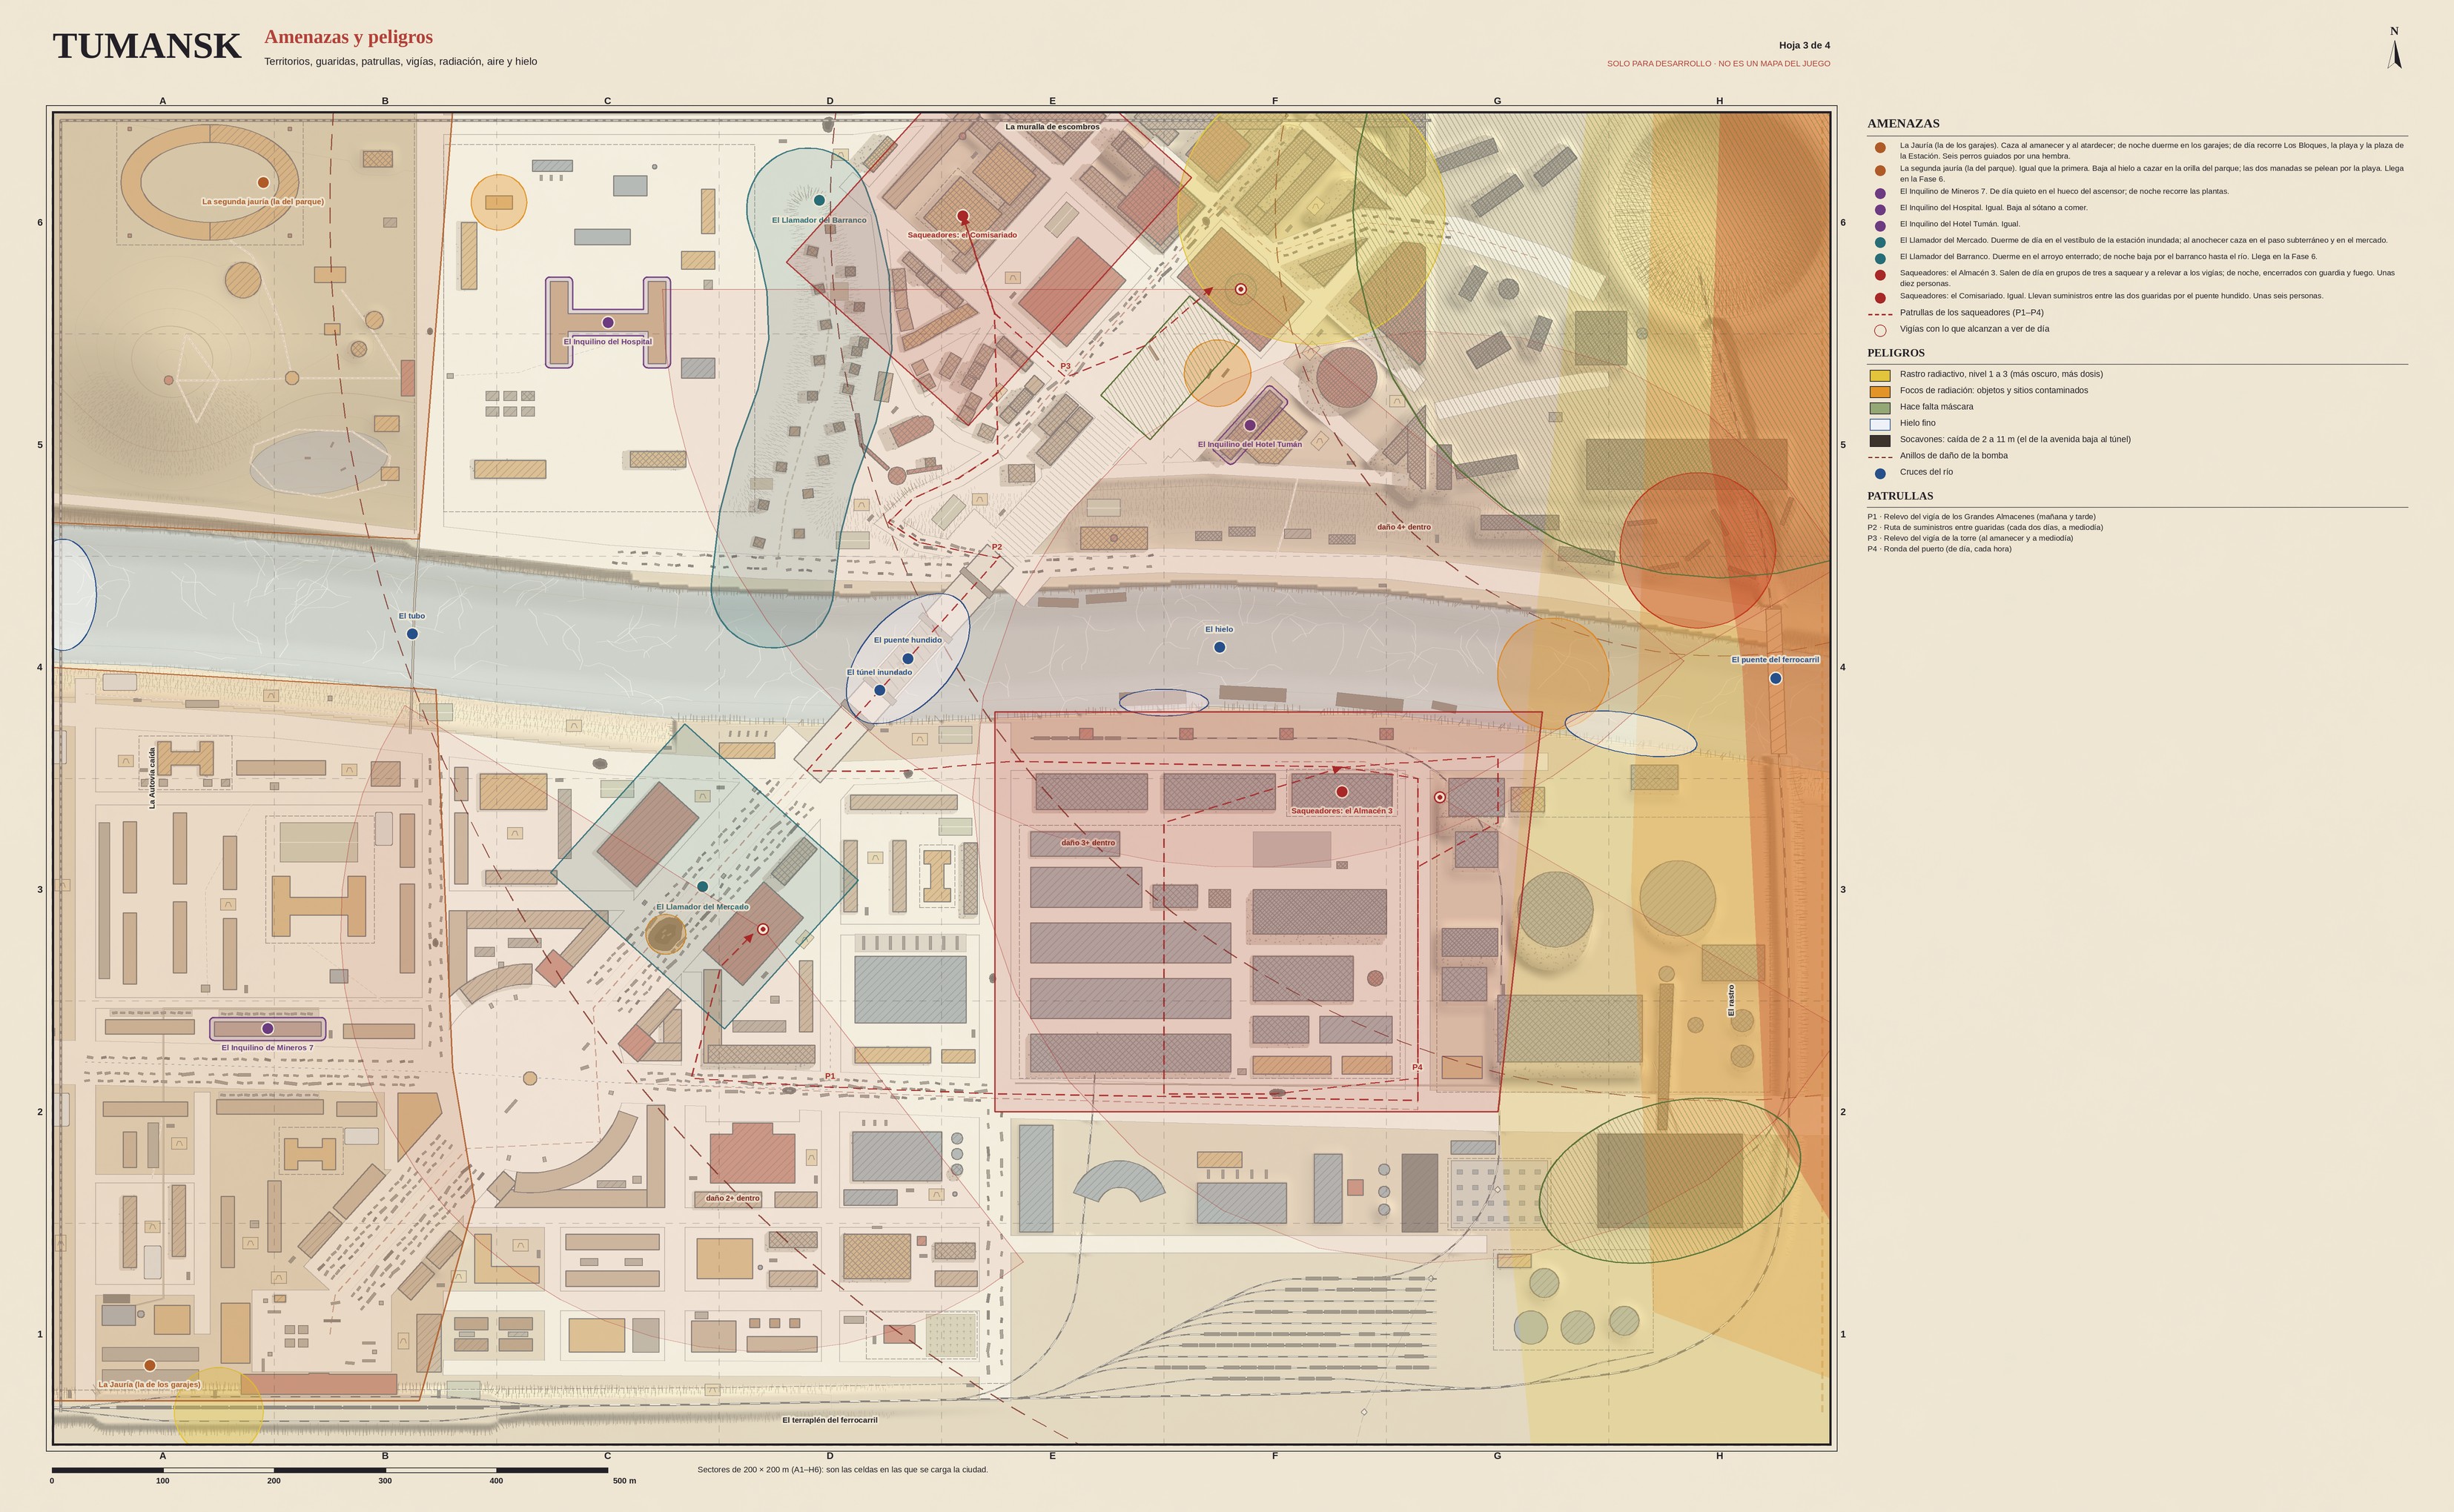 TUMANSK
Amenazas y peligros
Territorios, guaridas, patrullas, vigías, radiación, aire y hielo
Hoja 3 de 4
SOLO PARA DESARROLLO · NO ES UN MAPA DEL JUEGO
N
A B C D E F G H
La muralla de escombros
La segunda jauría (la del parque)
El Llamador del Barranco
Saqueadores: el Comisariado
6 6
El Inquilino del Hospital
P3
El Inquilino del Hotel Tumán
5 5
daño 4+ dentro
P2
El tubo
El hielo
El puente hundido
El puente del ferrocarril
El túnel inundado
4 4
La Autovía caída
Saqueadores: el Almacén 3
daño 3+ dentro
3 3
El Llamador del Mercado
El rastro
El Inquilino de Mineros 7
P4
P1
2 2
daño 2+ dentro
1 1
La Jauría (la de los garajes)
El terraplén del ferrocarril
A B C D E F G H
0 100 200 300 400 500 m
Sectores de 200 × 200 m (A1–H6): son las celdas en las que se carga la ciudad.
AMENAZAS
La Jauría (la de los garajes). Caza al amanecer y al atardecer; de noche duerme en los garajes; de día recorre Los Bloques, la playa y la plaza de
la Estación. Seis perros guiados por una hembra.
La segunda jauría (la del parque). Igual que la primera. Baja al hielo a cazar en la orilla del parque; las dos manadas se pelean por la playa. Llega
en la Fase 6.
El Inquilino de Mineros 7. De día quieto en el hueco del ascensor; de noche recorre las plantas.
El Inquilino del Hospital. Igual. Baja al sótano a comer.
El Inquilino del Hotel Tumán. Igual.
El Llamador del Mercado. Duerme de día en el vestíbulo de la estación inundada; al anochecer caza en el paso subterráneo y en el mercado.
El Llamador del Barranco. Duerme en el arroyo enterrado; de noche baja por el barranco hasta el río. Llega en la Fase 6.
Saqueadores: el Almacén 3. Salen de día en grupos de tres a saquear y a relevar a los vigías; de noche, encerrados con guardia y fuego. Unas
diez personas.
Saqueadores: el Comisariado. Igual. Llevan suministros entre las dos guaridas por el puente hundido. Unas seis personas.
Patrullas de los saqueadores (P1–P4)
Vigías con lo que alcanzan a ver de día
PELIGROS
Rastro radiactivo, nivel 1 a 3 (más oscuro, más dosis)
Focos de radiación: objetos y sitios contaminados
Hace falta máscara
Hielo fino
Socavones: caída de 2 a 11 m (el de la avenida baja al túnel)
Anillos de daño de la bomba
Cruces del río
PATRULLAS
P1 · Relevo del vigía de los Grandes Almacenes (mañana y tarde)
P2 · Ruta de suministros entre guaridas (cada dos días, a mediodía)
P3 · Relevo del vigía de la torre (al amanecer y a mediodía)
P4 · Ronda del puerto (de día, cada hora)